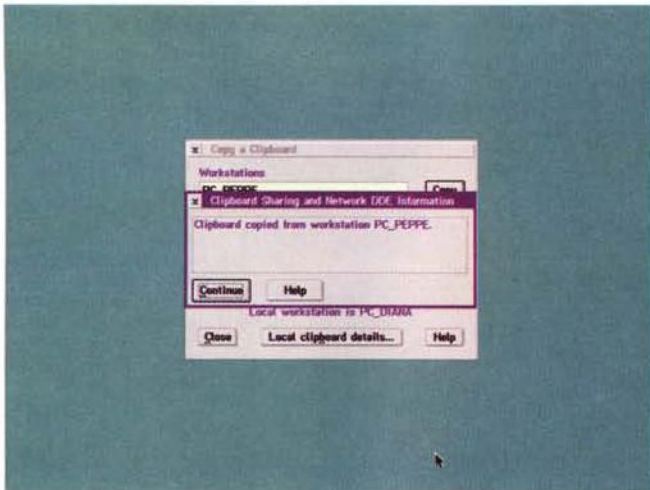 Copy a Clipboard
Workstations
PC_PEPPE
Copy
Clipboard Sharing and Network DDE Information
Clipboard copied from workstation PC_PEPPE.
Continue Help
Local workstation is PC_DIANA
Close Local clipboard details... Help